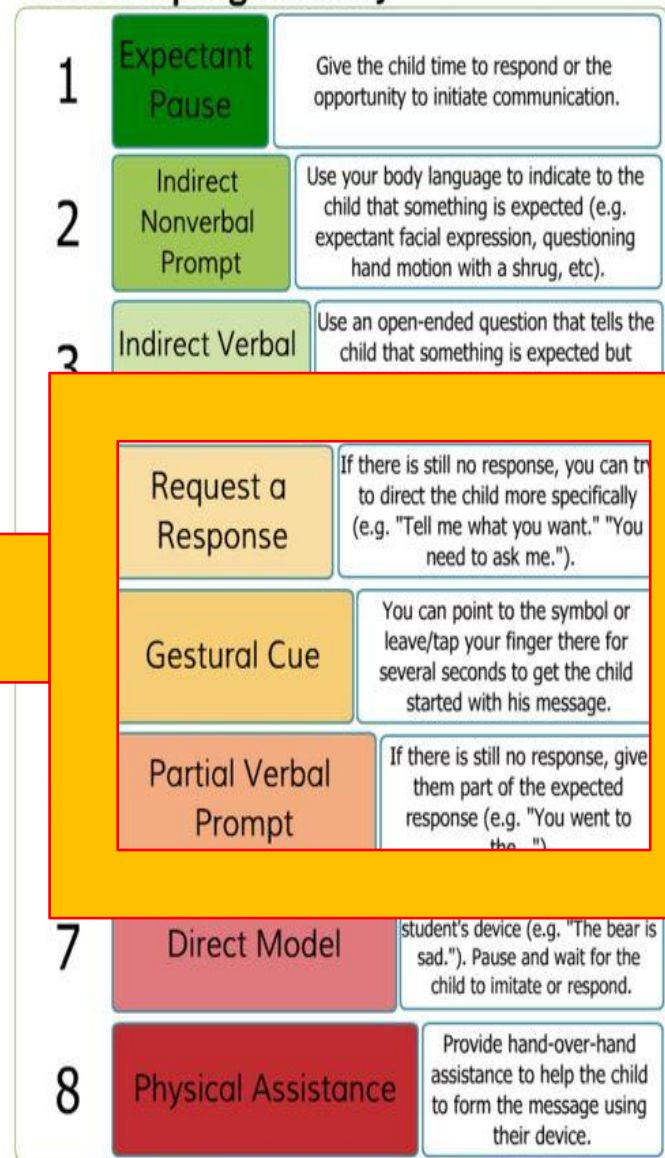 1
Expectant
Pause
Give the child time to respond or the
opportunity to initiate communication.
2
Indirect
Nonverbal
Prompt
Use your body language to indicate to the
child that something is expected (e.g.
expectant facial expression, questioning
hand motion with a shrug, etc).
3
Indirect Verbal
Use an open-ended question that tells the
child that something is expected but
Request a
Response
If there is still no response, you can try
to direct the child more specifically
(e.g. "Tell me what you want." "You
need to ask me.").
Gestural Cue
You can point to the symbol or
leave/tap your finger there for
several seconds to get the child
started with his message.
Partial Verbal
Prompt
If there is still no response, give
them part of the expected
response (e.g. "You went to
the...")
7
Direct Model
student's device (e.g. "The bear is
sad."). Pause and wait for the
child to imitate or respond.
8
Physical Assistance
Provide hand-over-hand
assistance to help the child
to form the message using
their device.